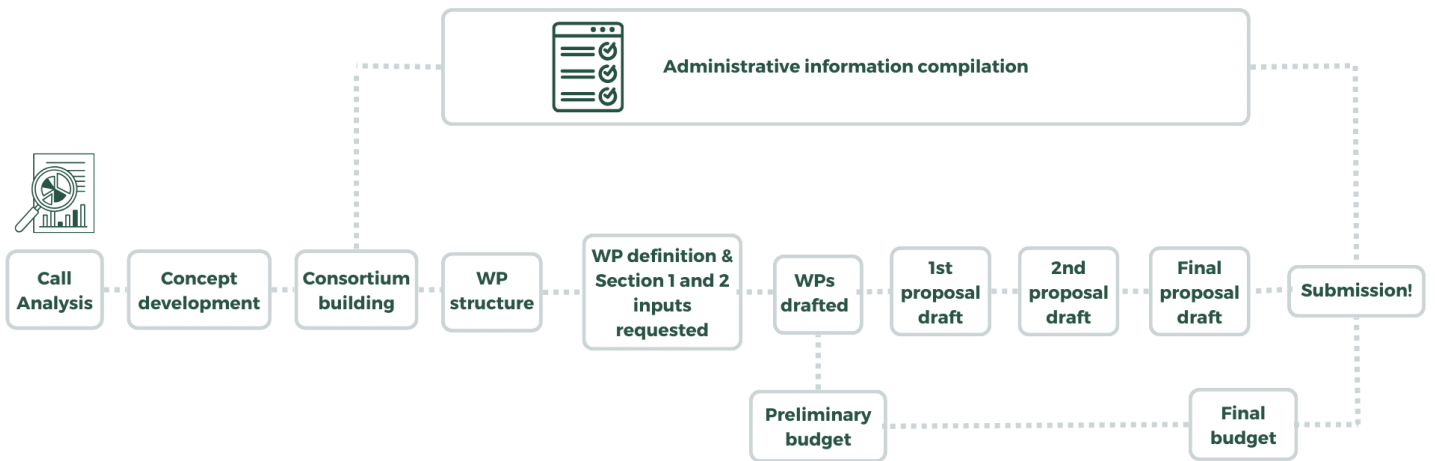 Administrative information compilation
Call
Analysis
Concept
development
Consortium
building
WP
structure
WP definition &
Section 1 and 2
inputs
requested
WPs
drafted
1st
proposal
draft
2nd
proposal
draft
Final
proposal
draft
Submission!
Preliminary
budget
Final
budget